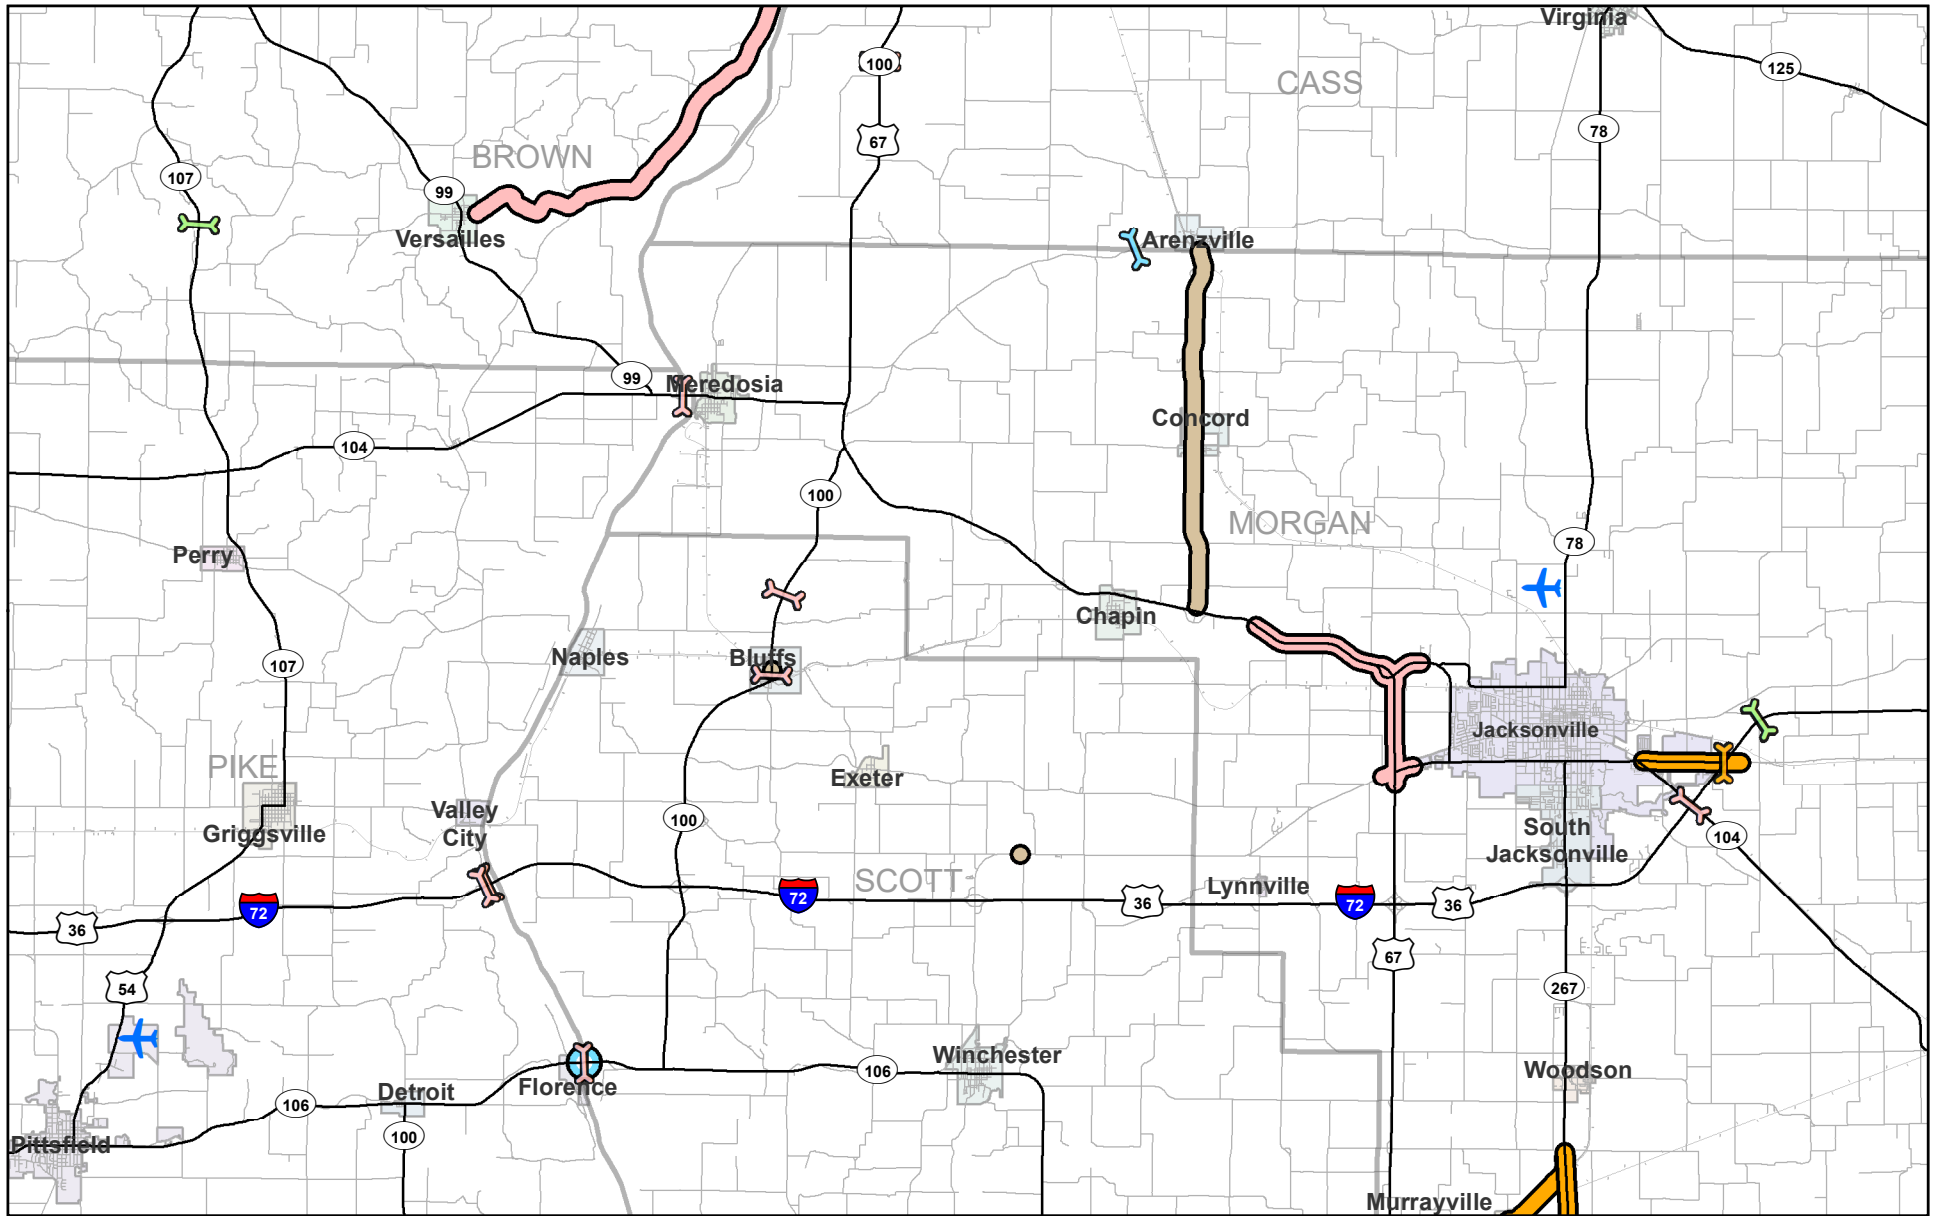 Virginia
100
125
CASS
78
67
BROWN
107
99
Versailles
Arenzville
99
Meredosia
Concord
104
100
MORGAN
78
Perry
Chapin
107
Naples
Bluffs
Jacksonville
PIKE
Exeter
Valley
City
Griggsville
100
South
Jacksonville
104
SCOTT
Lynnville
72
72
36
72
36
36
67
54
267
Winchester
106
Woodson
Florence
Detroit
106
100
Pittsfield
Murrayville